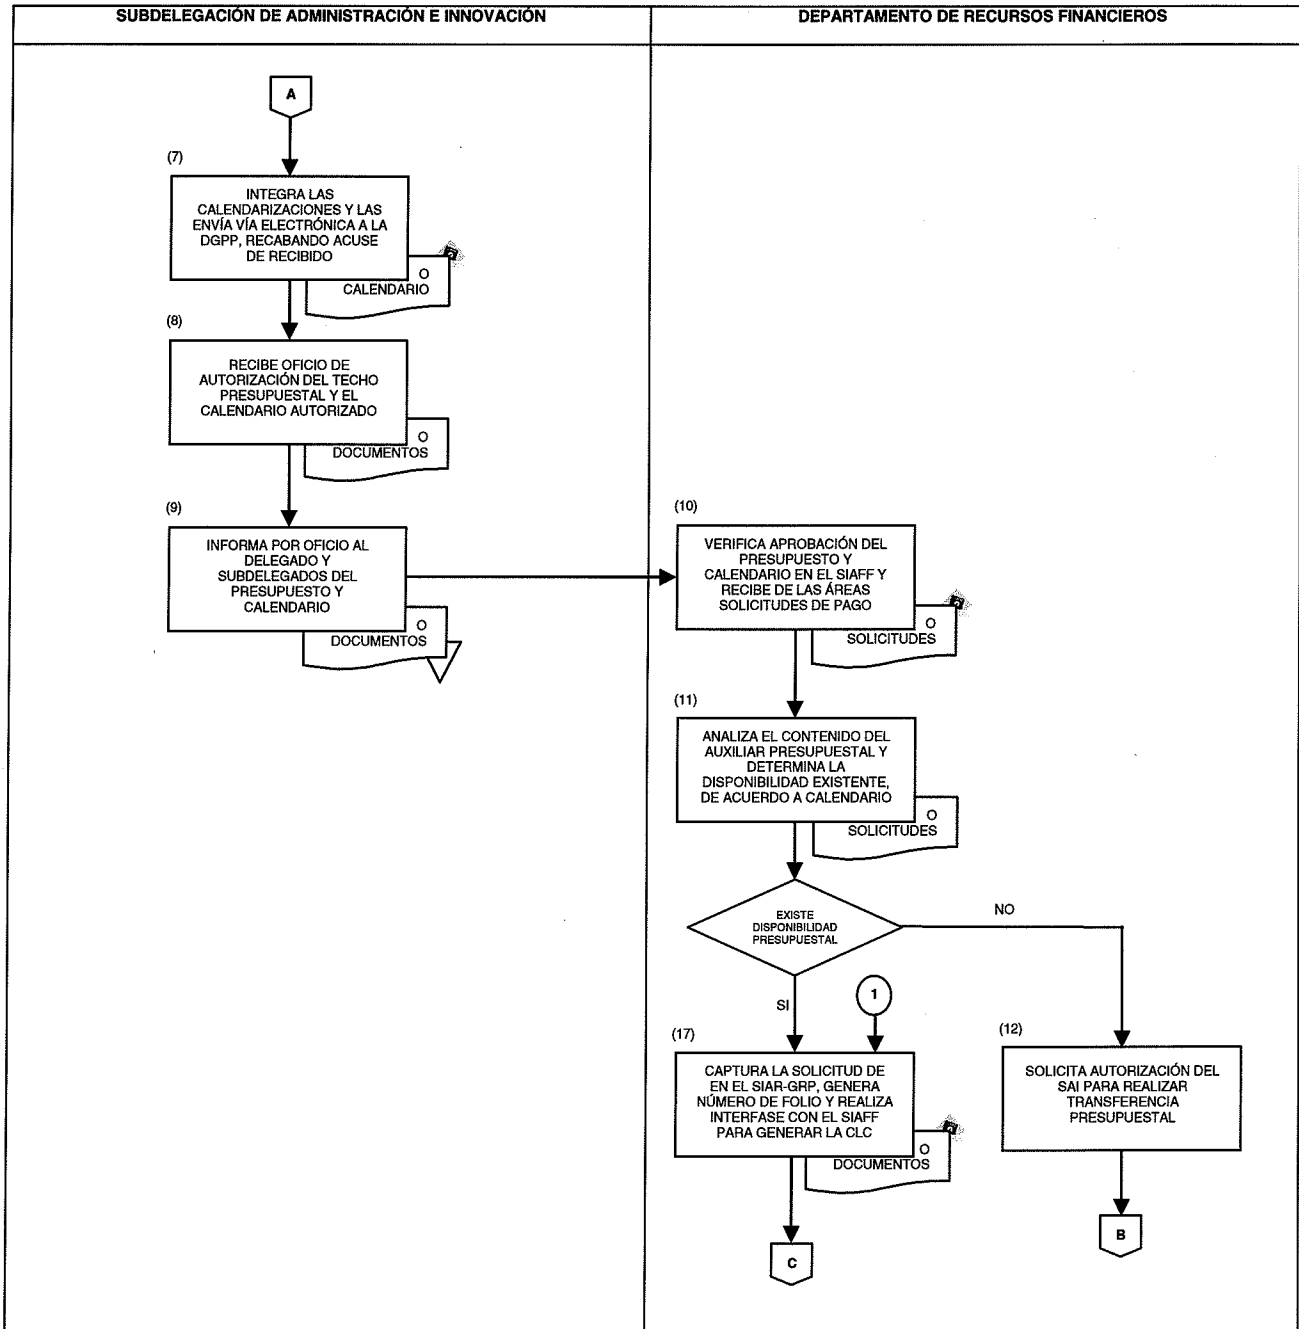 SUBDELEGACIÓN DE ADMINISTRACIÓN E INNOVACIÓN
DEPARTAMENTO DE RECURSOS FINANCIEROS
A
(7)
INTEGRA LAS
CALENDARIZACIONES Y LAS
ENVÍA VÍA ELECTRÓNICA A LA
DGPP, RECABANDO ACUSE
DE RECIBIDO
O
CALENDARIO
(8)
RECIBE OFICIO DE
AUTORIZACIÓN DEL TECHO
PRESUPUESTAL Y EL
CALENDARIO AUTORIZADO
O
DOCUMENTOS
(9)
INFORMA POR OFICIO AL
DELEGADO Y
SUBDELEGADOS DEL
PRESUPUESTO Y
CALENDARIO
O
DOCUMENTOS
(10)
VERIFICA APROBACIÓN DEL
PRESUPUESTO Y
CALENDARIO EN EL SIAFF Y
RECIBE DE LAS ÁREAS
SOLICITUDES DE PAGO
O
SOLICITUDES
(11)
ANALIZA EL CONTENIDO DEL
AUXILIAR PRESUPUESTAL Y
DETERMINA LA
DISPONIBILIDAD EXISTENTE,
DE ACUERDO A CALENDARIO
O
SOLICITUDES
EXISTE
DISPONIBILIDAD
PRESUPUESTAL
NO
SI
1
(17)
CAPTURA LA SOLICITUD DE
EN EL SIAR-GRP, GENERA
NÚMERO DE FOLIO Y REALIZA
INTERFASE CON EL SIAFF
PARA GENERAR LA CLC
O
DOCUMENTOS
C
(12)
SOLICITA AUTORIZACIÓN DEL
SAI PARA REALIZAR
TRANSFERENCIA
PRESUPUESTAL
B